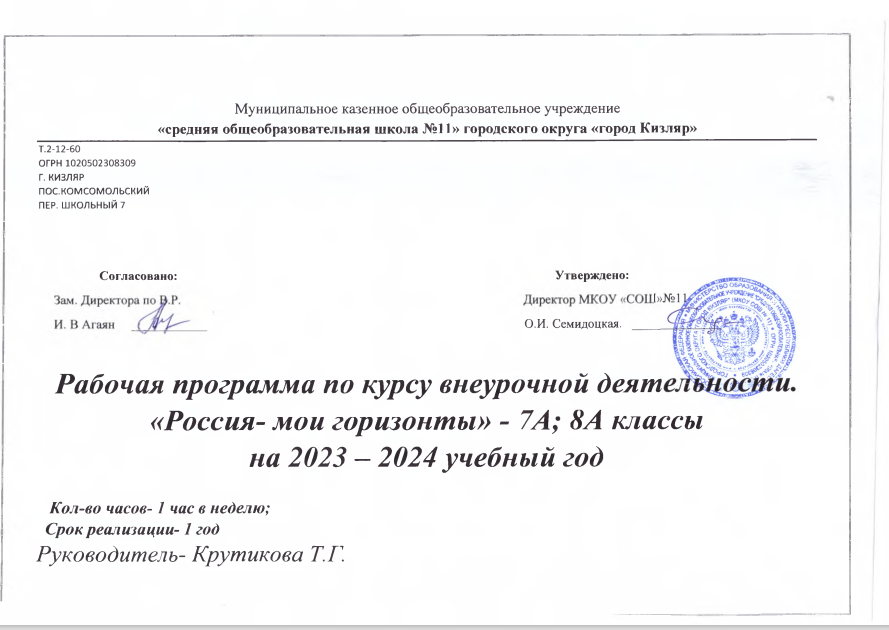 Муниципальное казенное общеобразовательное учреждение
«средняя общеобразовательная школа №11» городского округа «город Кизляр»
Т.2-12-60
ОГРН 1020502308309
Г. КИЗЛЯР
ПОС.КОМСОМОЛЬСКИЙ
ПЕР. ШКОЛЬНЫЙ 7
Согласовано:
Зам. Директора по В.Р.
И. В Агаян
Утверждено:
Директор МКОУ «СОШ»№11
О.И. Семидоцкая.
Рабочая программа по курсу внеурочной деятельности.
«Россия- мои горизонты» - 7А; 8А классы
на 2023 – 2024 учебный год
Кол-во часов- 1 час в неделю;
Срок реализации- 1 год
Руководитель- Крутикова Т.Г.